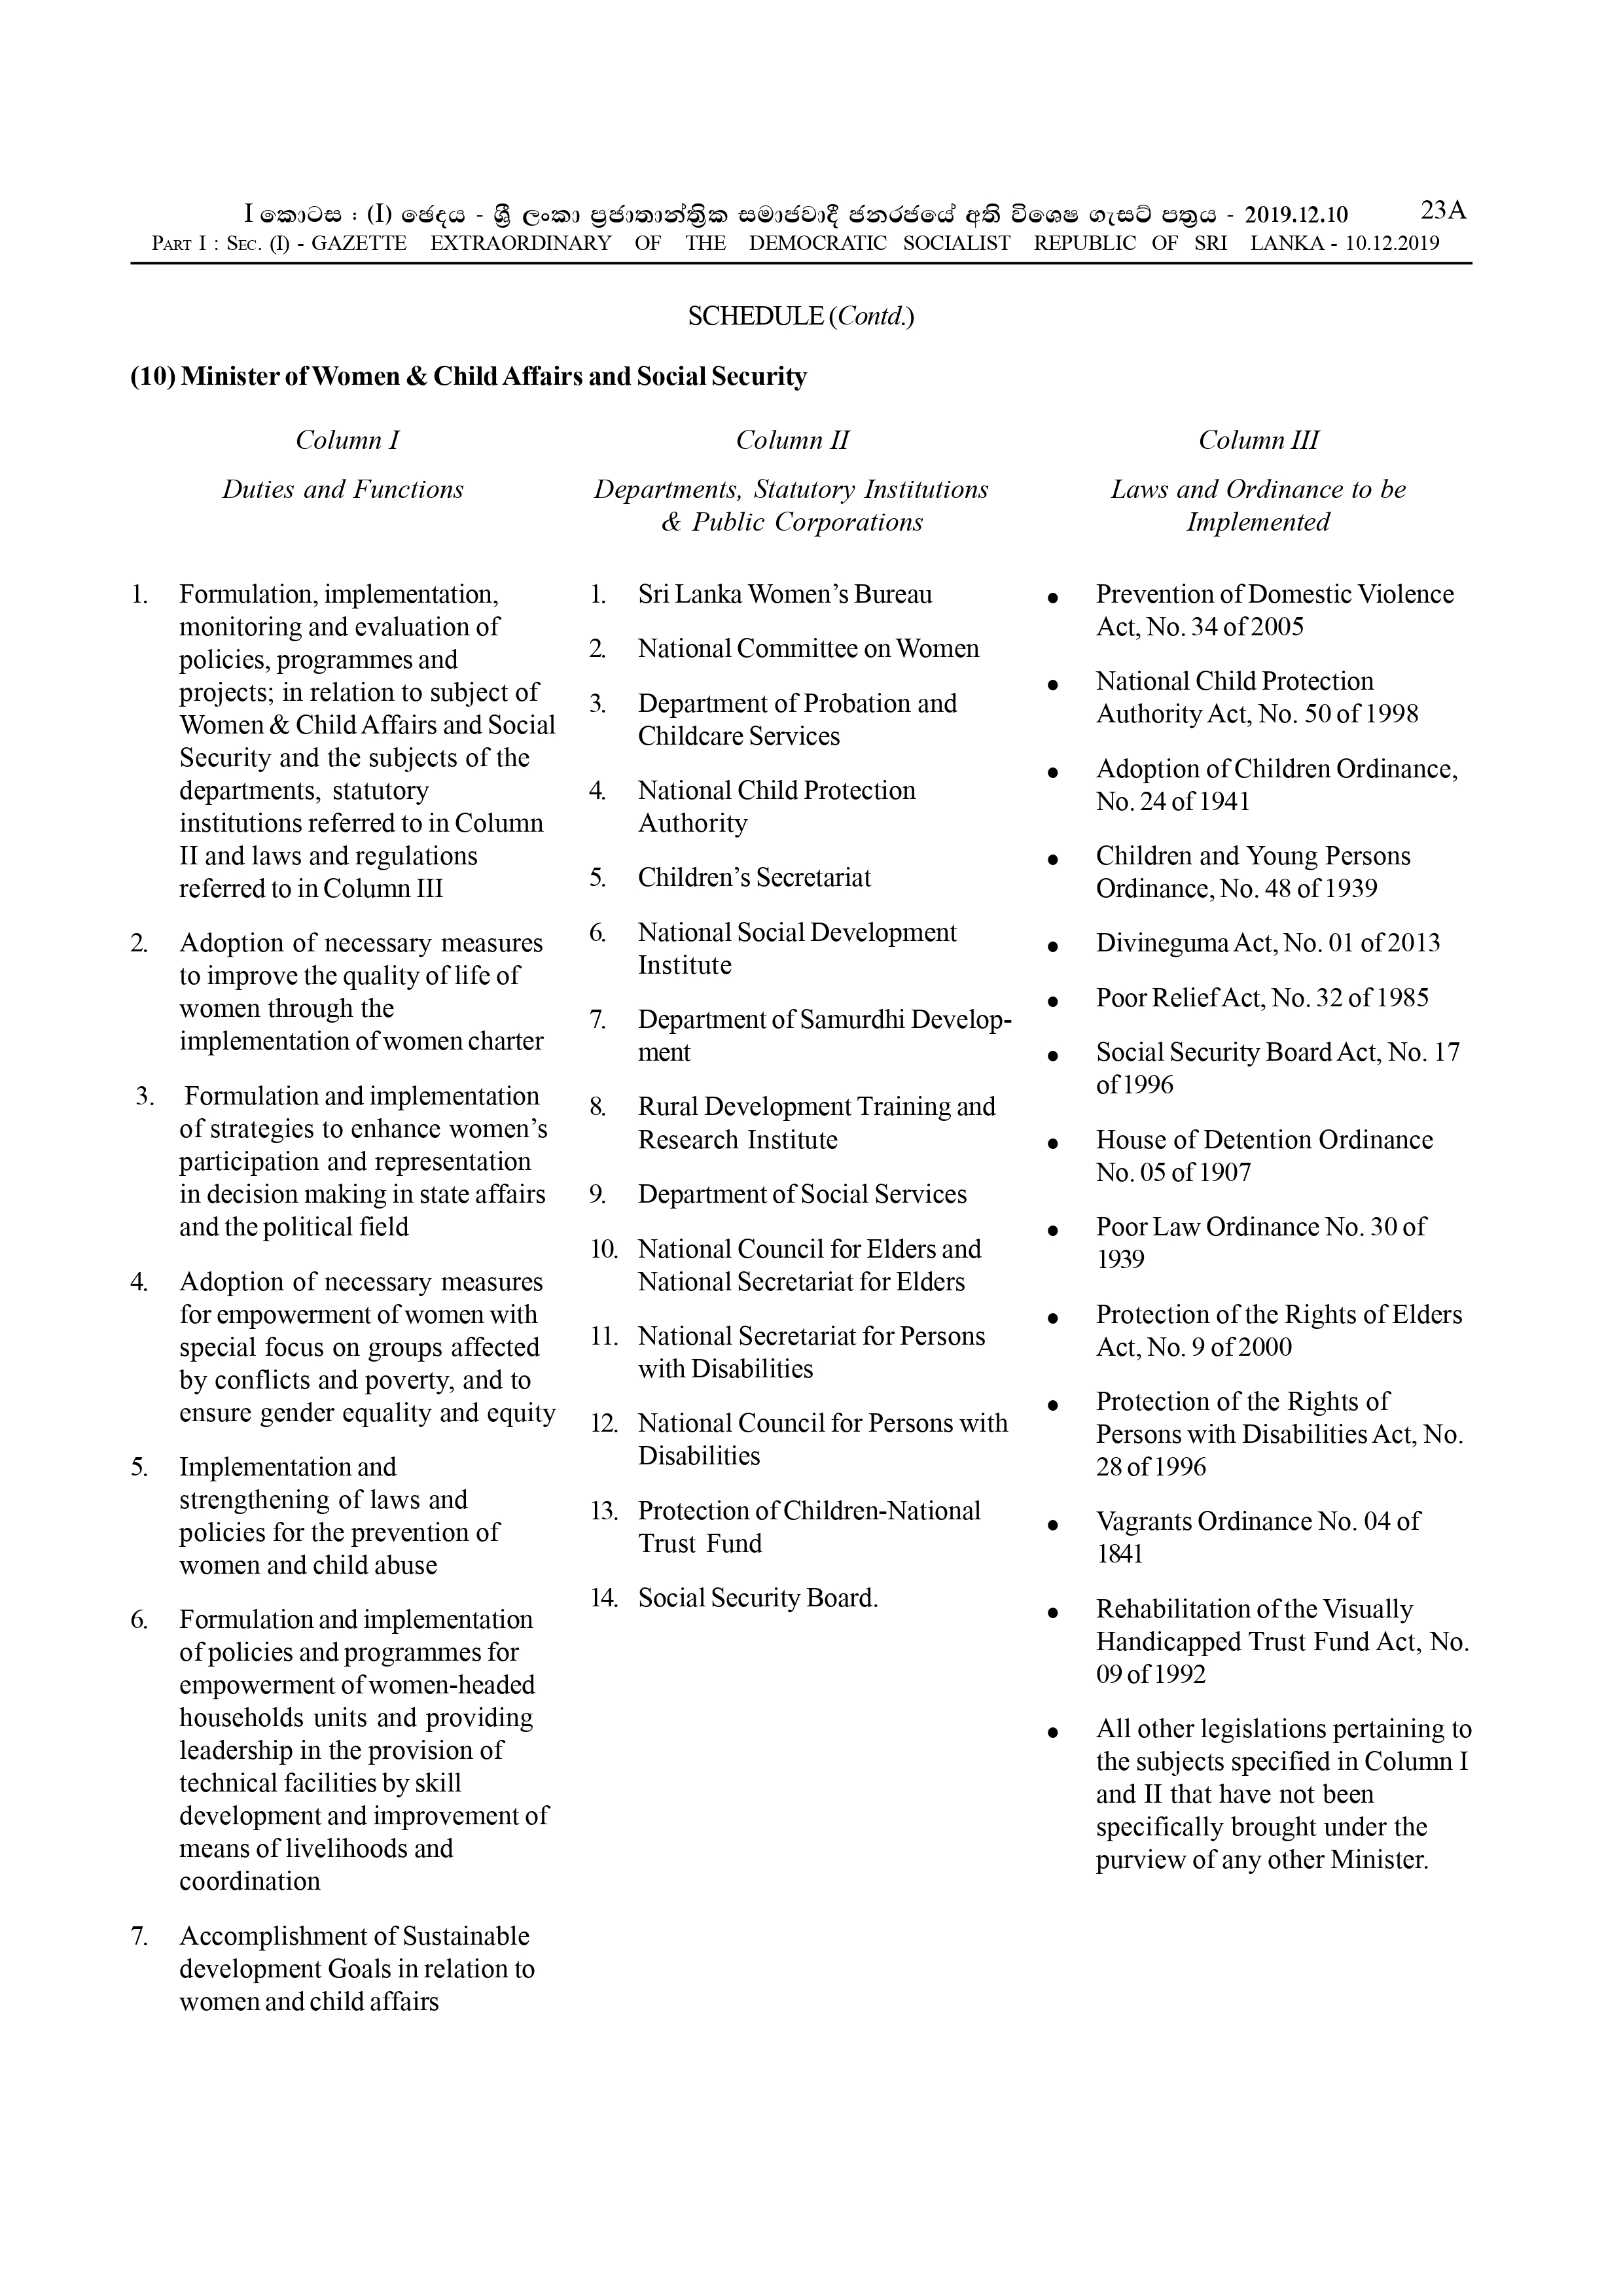 I කොටස : (I) ඡෙදය - ශ්‍රී ලංකා ප්‍රජාතාන්ත්‍රික සමාජවාදී ජනරජයේ අති විශෙෂ ගැසට් පත්‍රය - 2019.12.10 23A
PART I : SEC. (I) - GAZETTE EXTRAORDINARY OF THE DEMOCRATIC SOCIALIST REPUBLIC OF SRI LANKA - 10.12.2019
SCHEDULE (Contd.)
(10) Minister of Women & Child Affairs and Social Security
Column I
Duties and Functions
1. Formulation, implementation,
monitoring and evaluation of
policies, programmes and
projects; in relation to subject of
Women & Child Affairs and Social
Security and the subjects of the
departments, statutory
institutions referred to in Column
II and laws and regulations
referred to in Column III
2. Adoption of necessary measures
to improve the quality of life of
women through the
implementation of women charter
3. Formulation and implementation
of strategies to enhance women’s
participation and representation
in decision making in state affairs
and the political field
4. Adoption of necessary measures
for empowerment of women with
special focus on groups affected
by conflicts and poverty, and to
ensure gender equality and equity
5. Implementation and
strengthening of laws and
policies for the prevention of
women and child abuse
6. Formulation and implementation
of policies and programmes for
empowerment of women-headed
households units and providing
leadership in the provision of
technical facilities by skill
development and improvement of
means of livelihoods and
coordination
7. Accomplishment of Sustainable
development Goals in relation to
women and child affairs
Column II
Departments, Statutory Institutions
& Public Corporations
1. Sri Lanka Women’s Bureau
2. National Committee on Women
3. Department of Probation and
Childcare Services
4. National Child Protection
Authority
5. Children’s Secretariat
6. National Social Development
Institute
7. Department of Samurdhi Develop-
ment
8. Rural Development Training and
Research Institute
9. Department of Social Services
10. National Council for Elders and
National Secretariat for Elders
11. National Secretariat for Persons
with Disabilities
12. National Council for Persons with
Disabilities
13. Protection of Children-National
Trust Fund
14. Social Security Board.
Column III
Laws and Ordinance to be
Implemented
● Prevention of Domestic Violence
Act, No. 34 of 2005
● National Child Protection
Authority Act, No. 50 of 1998
● Adoption of Children Ordinance,
No. 24 of 1941
● Children and Young Persons
Ordinance, No. 48 of 1939
● Divineguma Act, No. 01 of 2013
● Poor Relief Act, No. 32 of 1985
● Social Security Board Act, No. 17
of 1996
● House of Detention Ordinance
No. 05 of 1907
● Poor Law Ordinance No. 30 of
1939
● Protection of the Rights of Elders
Act, No. 9 of 2000
● Protection of the Rights of
Persons with Disabilities Act, No.
28 of 1996
● Vagrants Ordinance No. 04 of
1841
● Rehabilitation of the Visually
Handicapped Trust Fund Act, No.
09 of 1992
● All other legislations pertaining to
the subjects specified in Column I
and II that have not been
specifically brought under the
purview of any other Minister.